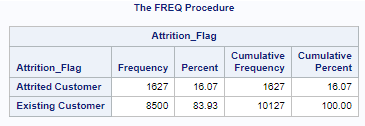 The FREQ Procedure
Attrition_Flag
Attrition_Flag Frequency Percent Cumulative Frequency Cumulative Percent
Attrited Customer 1627 16.07 1627 16.07
Existing Customer 8500 83.93 10127 100.00